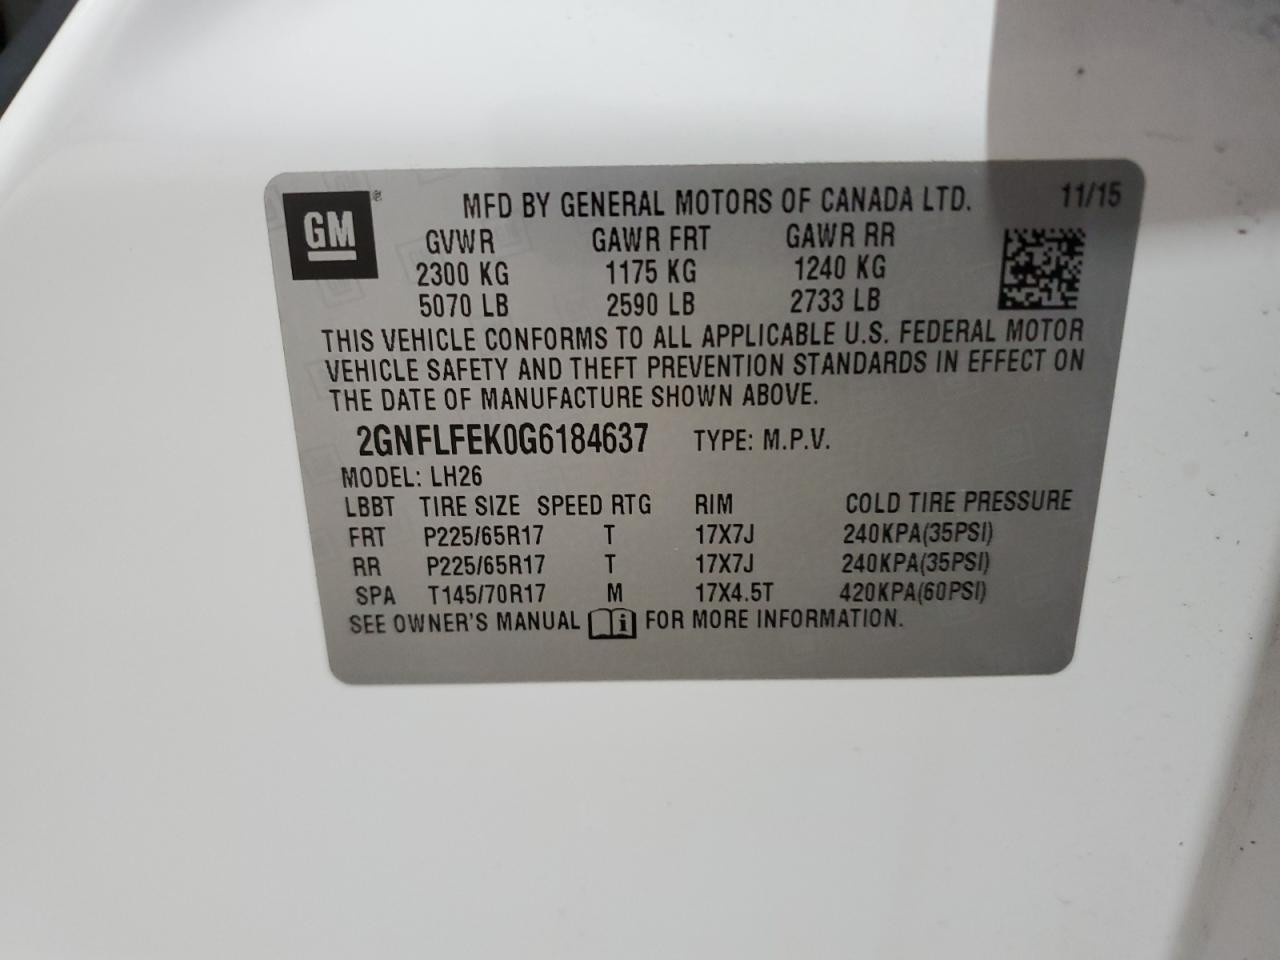 GM®
MFD BY GENERAL MOTORS OF CANADA LTD. 11/15
GVWR GAWR FRT GAWR RR
2300 KG 1175 KG 1240 KG
5070 LB 2590 LB 2733 LB
THIS VEHICLE CONFORMS TO ALL APPLICABLE U.S. FEDERAL MOTOR
VEHICLE SAFETY AND THEFT PREVENTION STANDARDS IN EFFECT ON
THE DATE OF MANUFACTURE SHOWN ABOVE.
2GNFLFEK0G6184637 TYPE: M.P.V.
MODEL: LH26
LBBT TIRE SIZE SPEED RTG RIM COLD TIRE PRESSURE
FRT P225/65R17 T 17X7J 240KPA(35PSI)
RR P225/65R17 T 17X7J 240KPA(35PSI)
SPA T145/70R17 M 17X4.5T 420KPA(60PSI)
SEE OWNER'S MANUAL i FOR MORE INFORMATION.